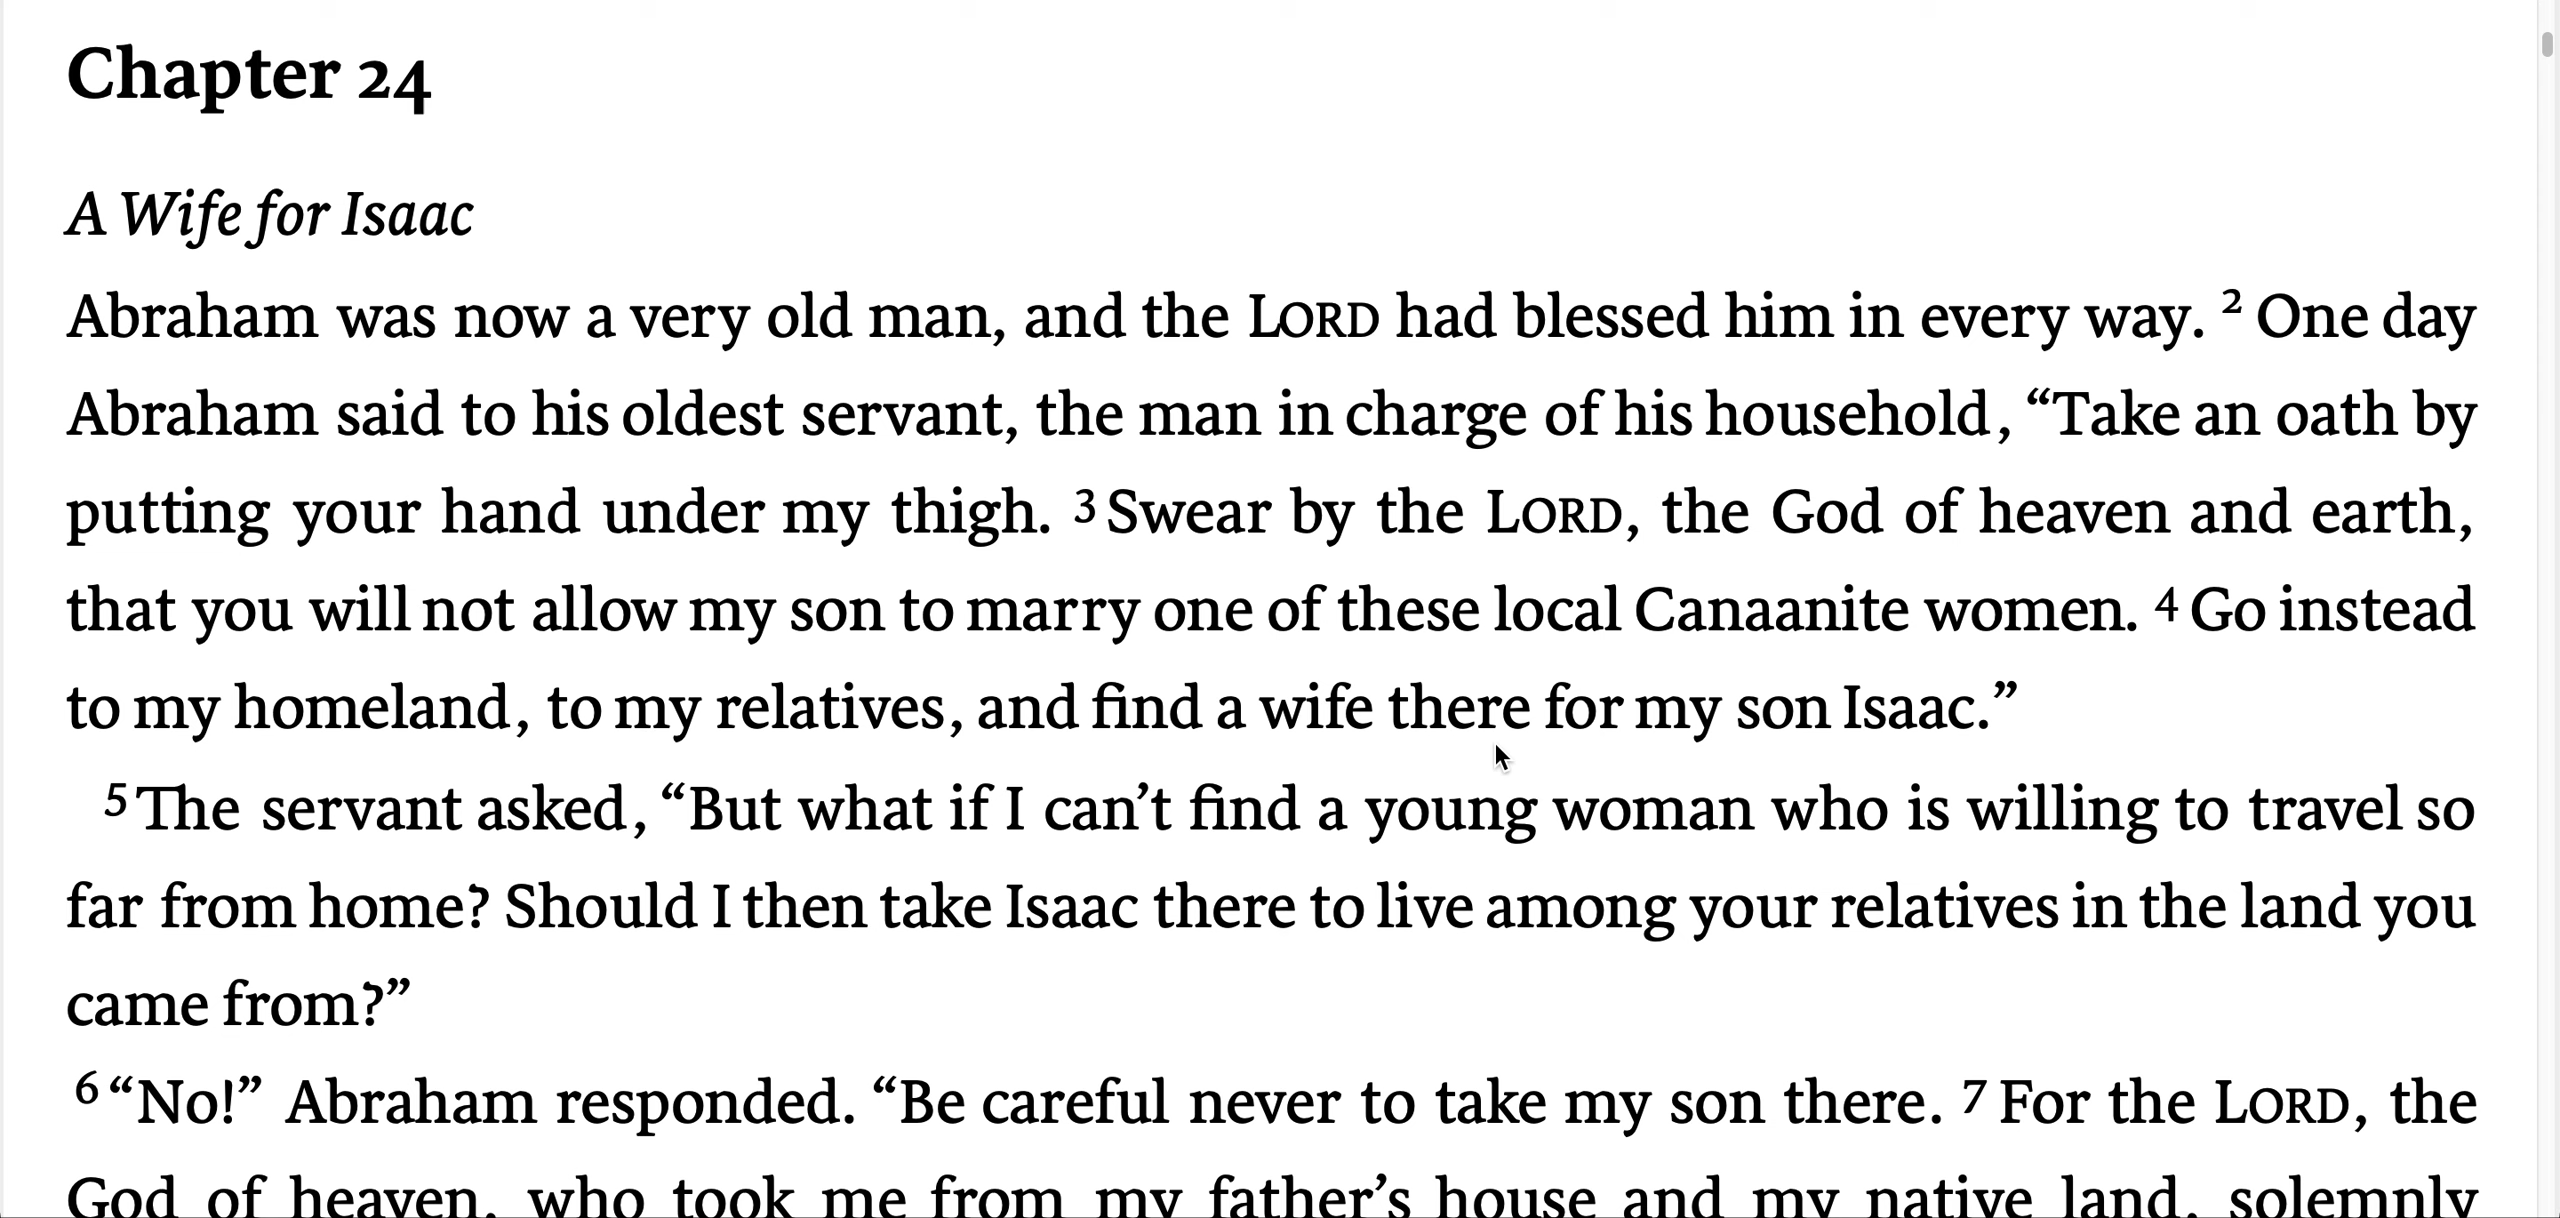 Chapter 24
A Wife for Isaac
Abraham was now a very old man, and the LORD had blessed him in every way. 2 One day
Abraham said to his oldest servant, the man in charge of his household, “Take an oath by
putting your hand under my thigh. 3 Swear by the LORD, the God of heaven and earth,
that you will not allow my son to marry one of these local Canaanite women. 4 Go instead
to my homeland, to my relatives, and find a wife there for my son Isaac.”
5 The servant asked, “But what if I can’t find a young woman who is willing to travel so
far from home? Should I then take Isaac there to live among your relatives in the land you
came from?”
6 “No!” Abraham responded. “Be careful never to take my son there. 7 For the LORD, the
God of heaven, who took me from my father’s house and my native land, solemnly